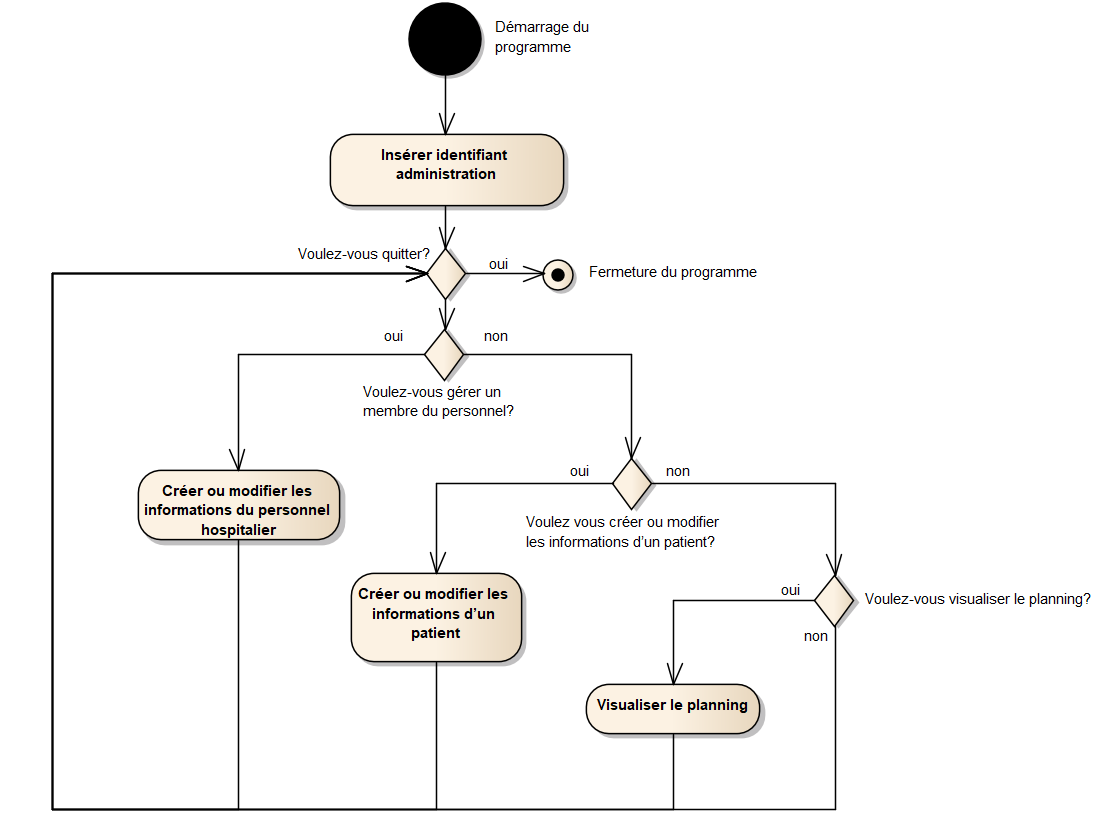 Démarrage du
programme
Insérer identifiant
administration
Voulez-vous quitter?
oui
Fermeture du programme
oui
non
Voulez-vous gérer un
membre du personnel?
oui
non
Créer ou modifier les
informations du personnel
hospitalier
Voulez vous créer ou modifier
les informations d'un patient?
Créer ou modifier les
informations d'un
patient
oui
Voulez-vous visualiser le planning?
non
Visualiser le planning